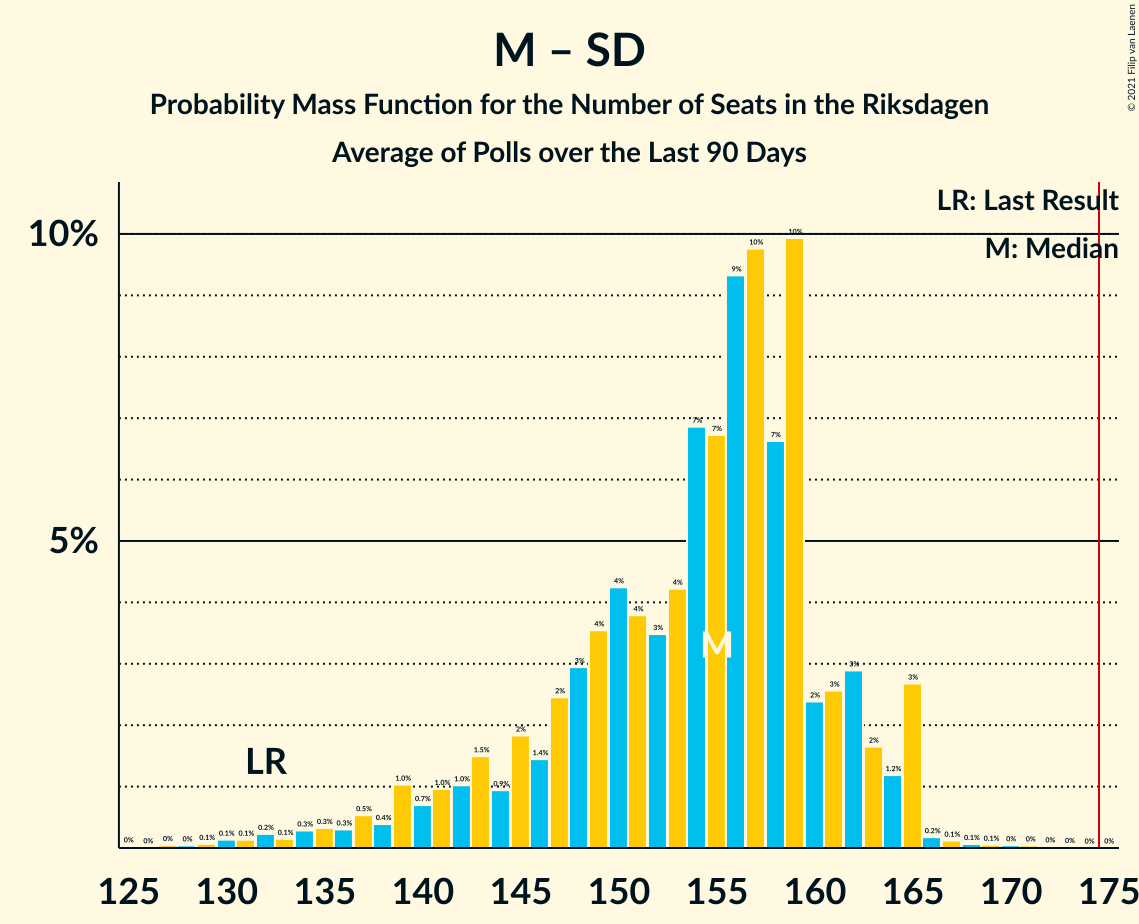 M – SD
Probability Mass Function for the Number of Seats in the Riksdagen
Average of Polls over the Last 90 Days
© 2021 Filip van Laenen
LR: Last Result
M: Median
10%
5%
LR
M
0% 0% 0% 0% 0.1% 0.1% 0.1% 0.2% 0.1% 0.3% 0.3% 0.3% 0.5% 0.4% 1.0% 0.7% 1.0% 1.0% 1.5% 0.9% 2% 1.4% 2% 3% 4% 4% 4% 3% 4% 7% 7% 9% 10% 7% 10% 2% 3% 3% 2% 1.2% 3% 0.2% 0.1% 0.1% 0.1% 0% 0% 0% 0% 0% 0%
125 130 135 140 145 150 155 160 165 170 175